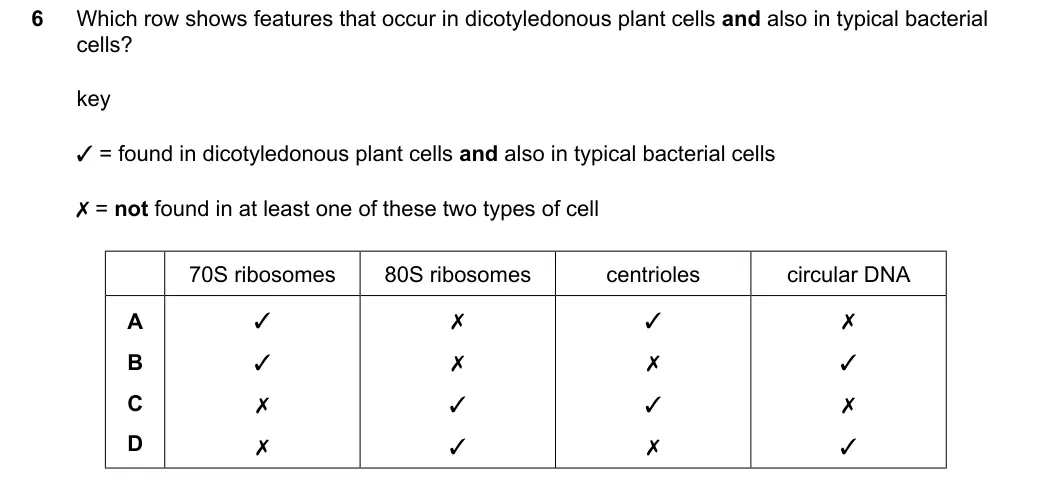 6 Which row shows features that occur in dicotyledonous plant cells and also in typical bacterial
cells?
key
✓ = found in dicotyledonous plant cells and also in typical bacterial cells
✗ = not found in at least one of these two types of cell
70S ribosomes 80S ribosomes centrioles circular DNA
A ✓ ✗ ✓ ✗
B ✓ ✗ ✗ ✓
C ✗ ✓ ✓ ✗
D ✗ ✓ ✗ ✓